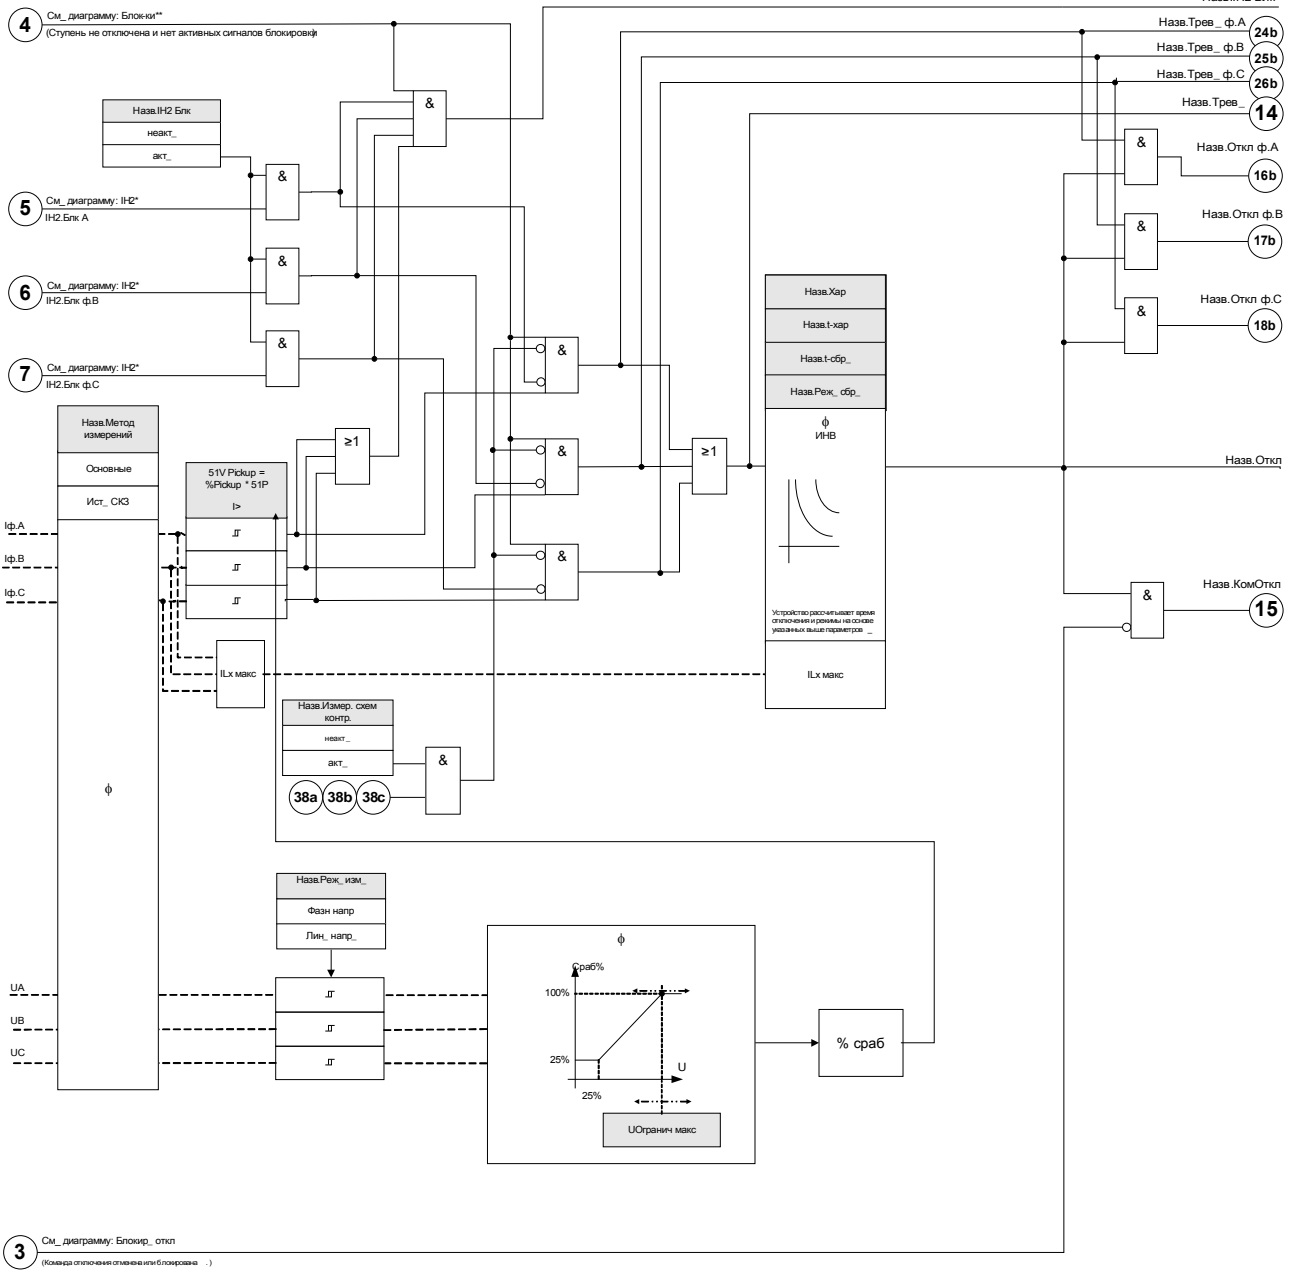 4
См_ диаграмму: Блок-ки**
(Ступень не отключена и нет активных сигналов блокировки)
Назв.Трев_ ф.A
24b
Назв.Трев_ ф.B
25b
Назв.Трев_ ф.C
26b
Назв.Трев_
14
&
Назв.IH2 Блк
неакт_
акт_
&
5
См_ диаграмму: IH2*
IH2.Блк A
&
Назв.Откл ф.A
16b
&
Назв.Откл ф.B
17b
&
6
См_ диаграмму: IH2*
IH2.Блк ф.B
&
Назв.Откл ф.C
18b
&
7
См_ диаграмму: IH2*
IH2.Блк ф.C
&
Назв.Хар
Назв.t-хар
Назв.t-сбр_
Назв.Реж_ сбр_
ϕ
ИНВ
Назв.Метод
измерений
Основные
Ист_ СКЗ
≥1
&
≥1
Назв.Откл
51V Pickup =
%Pickup * 51P
I>
Iф.A
Iф.B
Iф.C
&
&
Назв.КомОткл
15
Устройство рассчитывает время
отключения и режимы на основе
указанных выше параметров _
ILx макс
ILx макс
Назв.Измер. схем
контр.
неакт_
акт_
&
38a
38b
38c
ϕ
Назв.Реж_ изм_
Фазн напр
Лин_ напр_
ϕ
Сраб%
100%
25%
25%
U
UОгранич макс
% сраб
UA
UB
UC
3
См_ диаграмму: Блокир_ откл
(Команда отключения отменена или блокирована .)